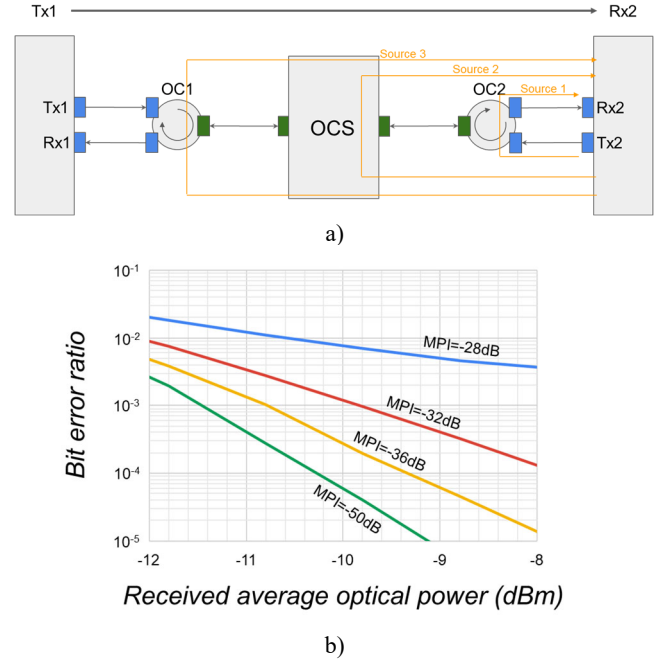 Tx1
Rx2
Source 3
Source 2
OC1
OC2
Source 1
Tx1
Rx2
OCS
Rx1
Tx2
a)
10-1
10-2
10-3
10-4
10-5
Bit error ratio
MPI=-28dB
MPI=-32dB
MPI=-36dB
MPI=-50dB
-12
-11
-10
-9
-8
Received average optical power (dBm)
b)